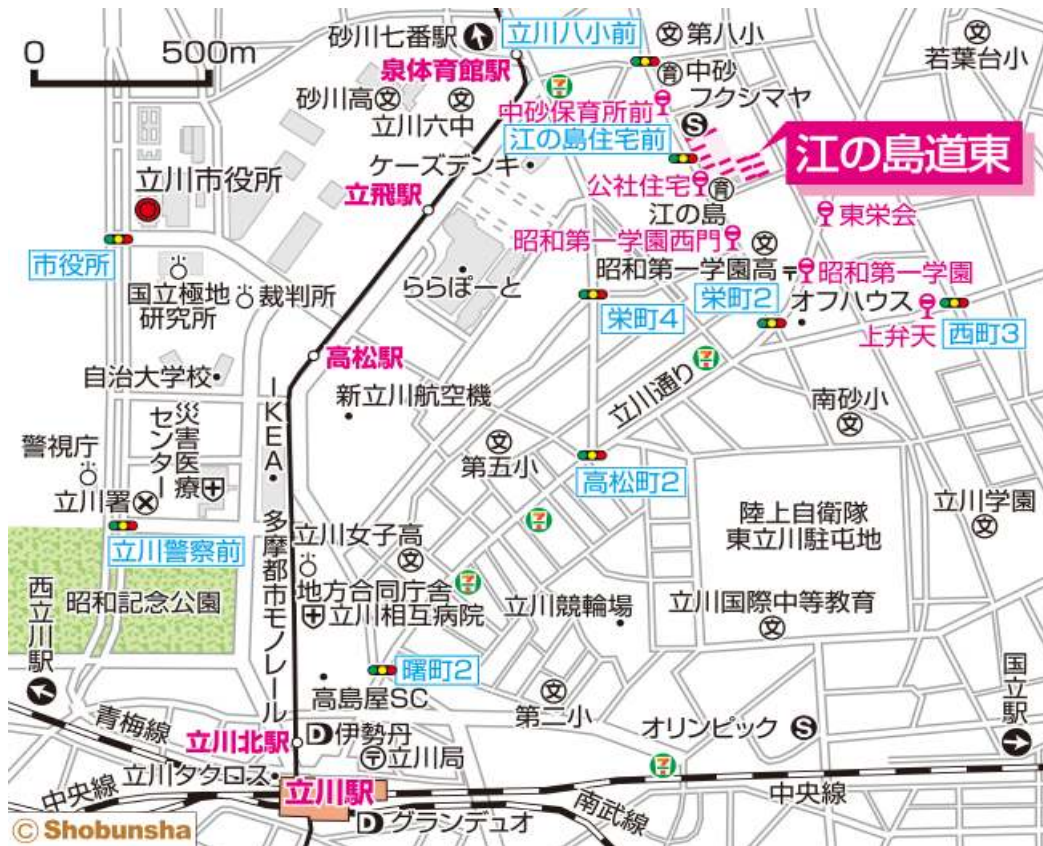 0 500m
砂川七番駅
立川八小前
第八小
若葉台小
泉体育館駅
砂川高
立川六中
中砂
フクシマヤ
中砂保育所前
江の島住宅前
江の島道東
ケーズデンキ
立飛駅
公社住宅
江の島
東栄会
立川市役所
市役所
昭和第一学園西門
昭和第一学園高
昭和第一学園
国立極地
研究所
裁判所
ららぽーと
栄町4
栄町2
オフハウス
上弁天
西町3
高松駅
自治大学校
IKEA
新立川航空機
立川通り
南砂小
警視庁
災害医療
センター
立川署
第五小
高松町2
陸上自衛隊
東立川駐屯地
立川学園
立川警察前
多摩都市モノレール
立川女子高
地方合同庁舎
立川相互病院
昭和記念公園
立川競輪場
立川国際中等教育
西立川駅
曙町2
高島屋SC
第二小
オリンピック
S
国立駅
青梅線
立川北駅
D伊勢丹
立川局
立川タクロス
中央線
立川駅
D グランデュオ
南武線
中央線
© Shobunsha